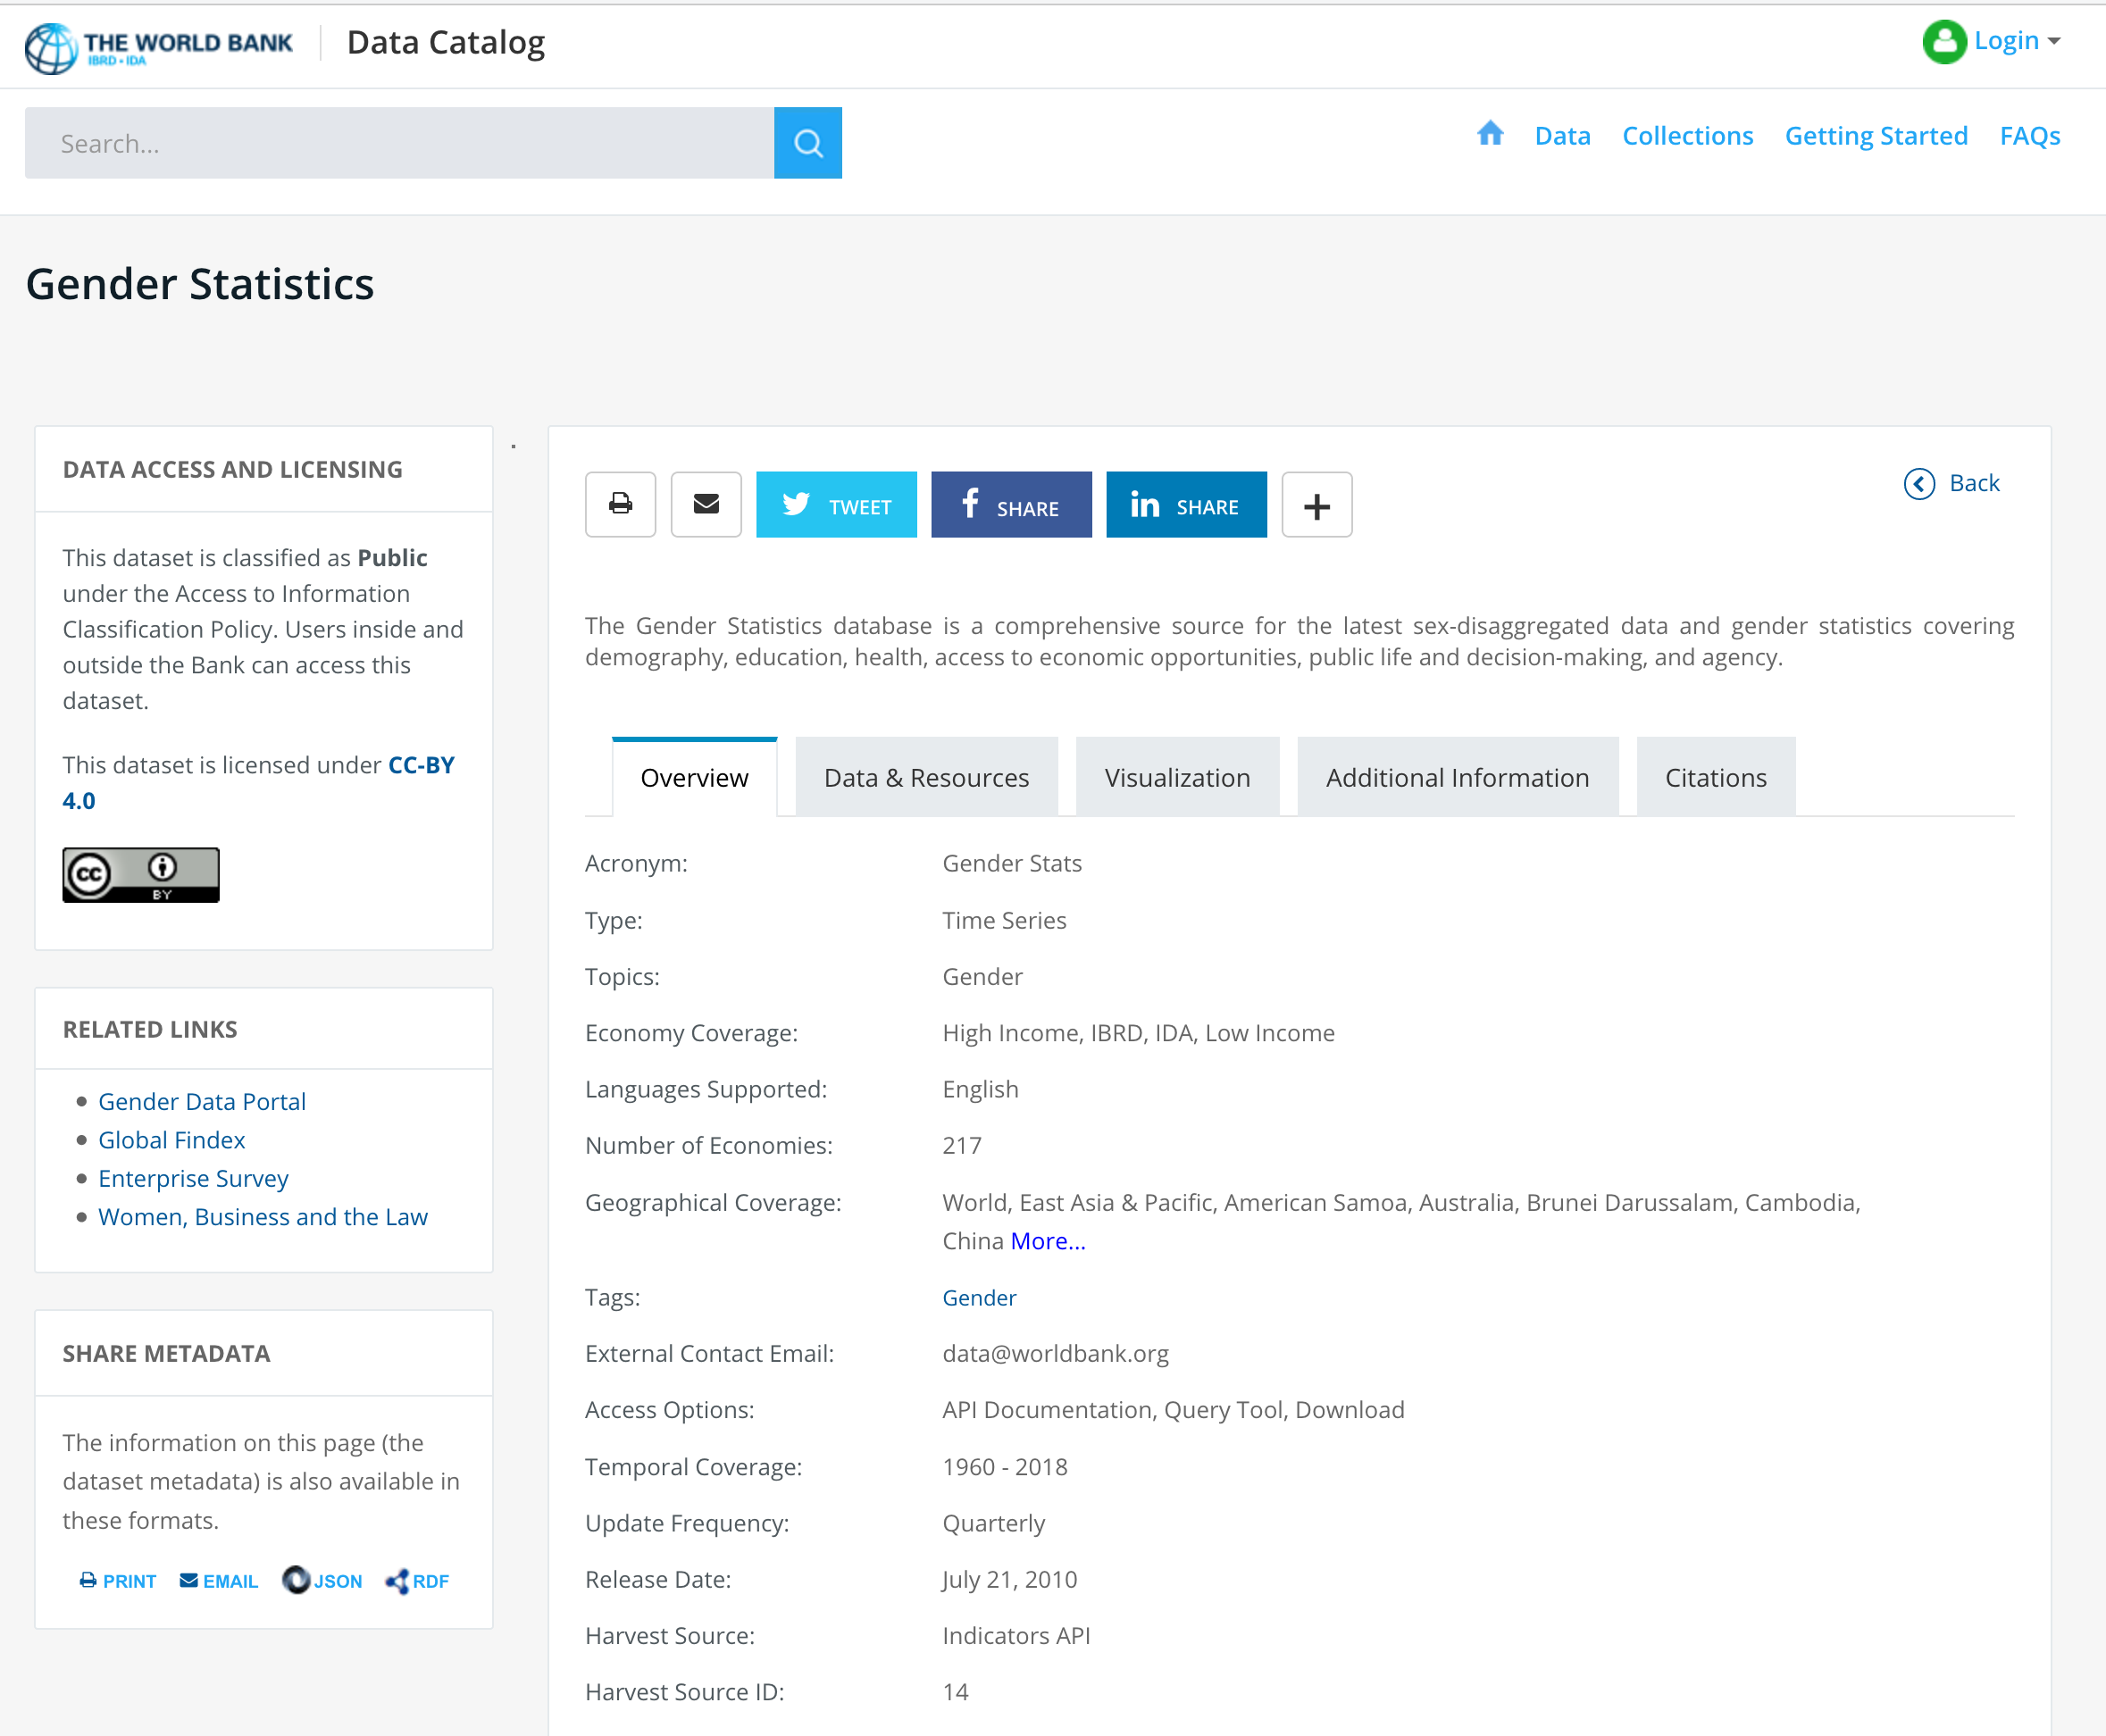 THE WORLD BANK
IBRD • IDA
Data Catalog
Login
Search...
Data Collections Getting Started FAQs
Gender Statistics
DATA ACCESS AND LICENSING
This dataset is classified as Public
under the Access to Information
Classification Policy. Users inside and
outside the Bank can access this
dataset.
This dataset is licensed under CC-BY
4.0
cc BY
RELATED LINKS
Gender Data Portal
Global Findex
Enterprise Survey
Women, Business and the Law
SHARE METADATA
The information on this page (the
dataset metadata) is also available in
these formats.
PRINT EMAIL JSON RDF
TWEET
f SHARE
in SHARE
Back
The Gender Statistics database is a comprehensive source for the latest sex-disaggregated data and gender statistics covering
demography, education, health, access to economic opportunities, public life and decision-making, and agency.
Overview Data & Resources Visualization Additional Information Citations
Acronym: Gender Stats
Type: Time Series
Topics: Gender
Economy Coverage: High Income, IBRD, IDA, Low Income
Languages Supported: English
Number of Economies: 217
Geographical Coverage: World, East Asia & Pacific, American Samoa, Australia, Brunei Darussalam, Cambodia,
China More...
Tags: Gender
External Contact Email: data@worldbank.org
Access Options: API Documentation, Query Tool, Download
Temporal Coverage: 1960 - 2018
Update Frequency: Quarterly
Release Date: July 21, 2010
Harvest Source: Indicators API
Harvest Source ID: 14